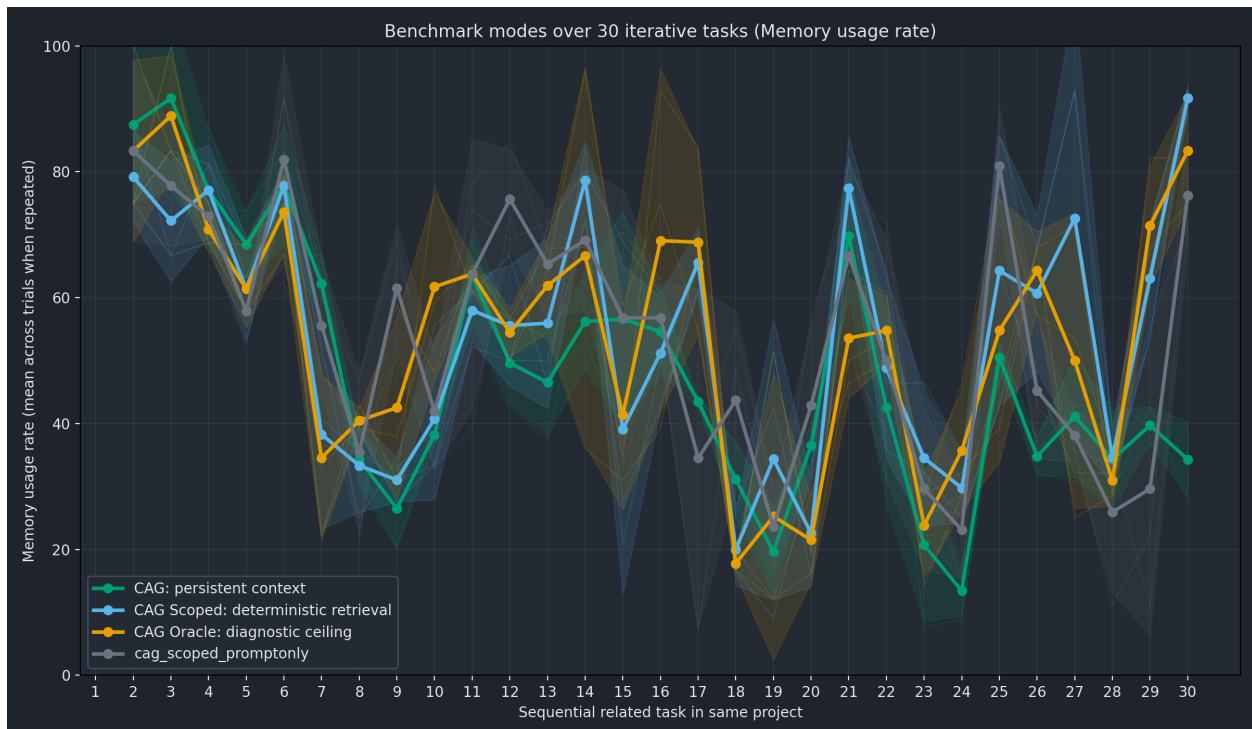 Benchmark modes over 30 iterative tasks (Memory usage rate)
Memory usage rate (mean across trials when repeated)
100
80
60
40
20
0
CAG: persistent context
CAG Scoped: deterministic retrieval
CAG Oracle: diagnostic ceiling
cag_scoped_promptonly
1 2 3 4 5 6 7 8 9 10 11 12 13 14 15 16 17 18 19 20 21 22 23 24 25 26 27 28 29 30
Sequential related task in same project